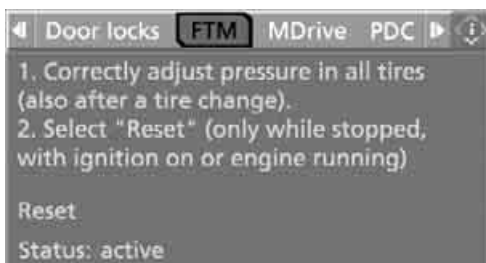 Door locks FTM MDrive PDC i
1. Correctly adjust pressure in all tires
(also after a tire change).
2. Select "Reset" (only while stopped,
with ignition on or engine running)
Reset
Status: active